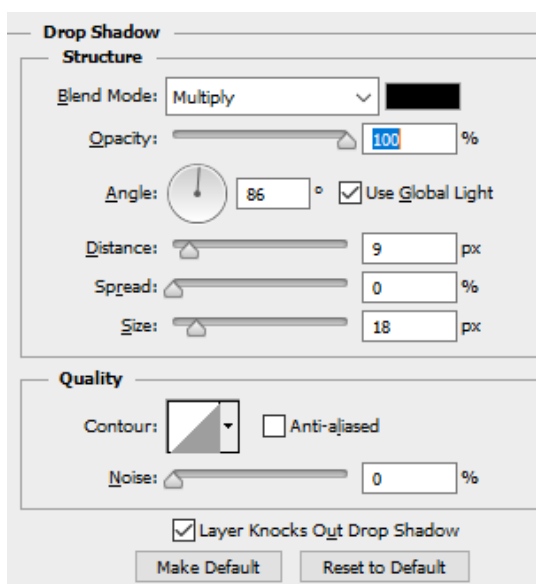 Drop Shadow
Structure
Blend Mode: Multiply
Opacity: 100 %
Angle: 86 ° Use Global Light
Distance: 9 px
Spread: 0 %
Size: 18 px
Quality
Contour: Anti-aliased
Noise: 0 %
Layer Knocks Out Drop Shadow
Make Default Reset to Default